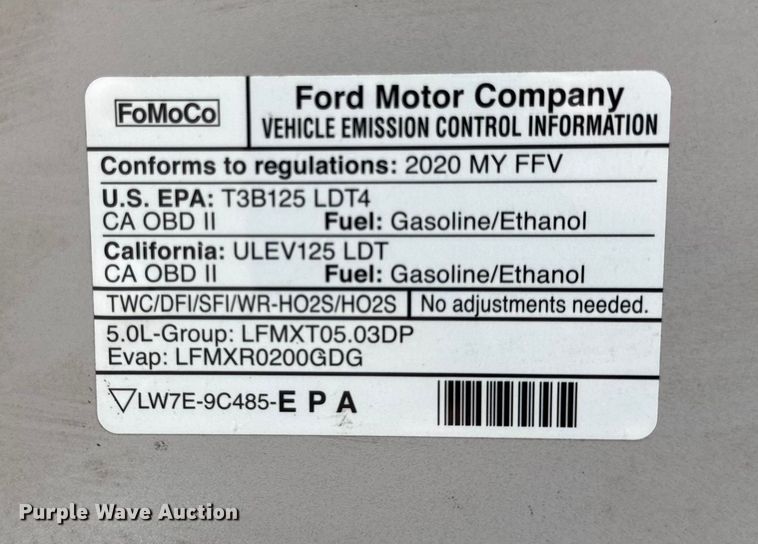 FoMoCo
Ford Motor Company
VEHICLE EMISSION CONTROL INFORMATION
Conforms to regulations: 2020 MY FFV
U.S. EPA: T3B125 LDT4
CA OBD II Fuel: Gasoline/Ethanol
California: ULEV125 LDT
CA OBD II Fuel: Gasoline/Ethanol
TWC/DFI/SFI/WR-HO2S/HO2S No adjustments needed.
5.0L-Group: LFMXT05.03DP
Evap: LFMXR0200GDG
LW7E-9C485-E P A
Purple Wave Auction